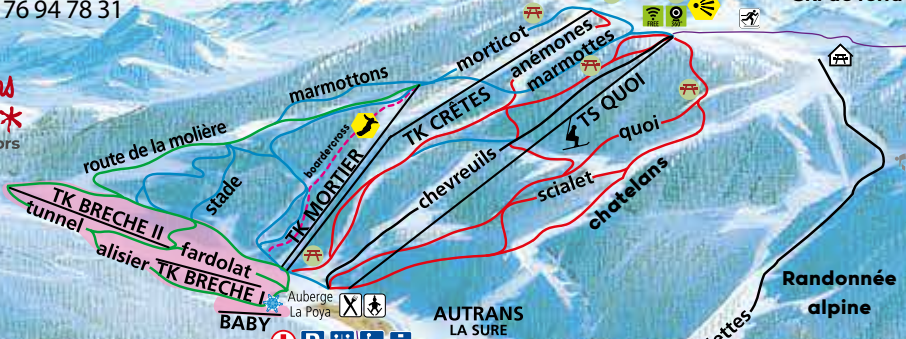 76 94 78 31
morticot
anémones
marmottes
marmottons
FREE
360°
TK CRÊTES
TS QUOI
quoi
route de la molière
boardercross
TK MORTIER
chevreuils
scialet
chatelans
stade
TK BRECHE II
tunnel
fardolat
alisier
TK BRECHE I
BABY
Auberge
La Poya
AUTRANS
LA SURE
Randonnée
alpine